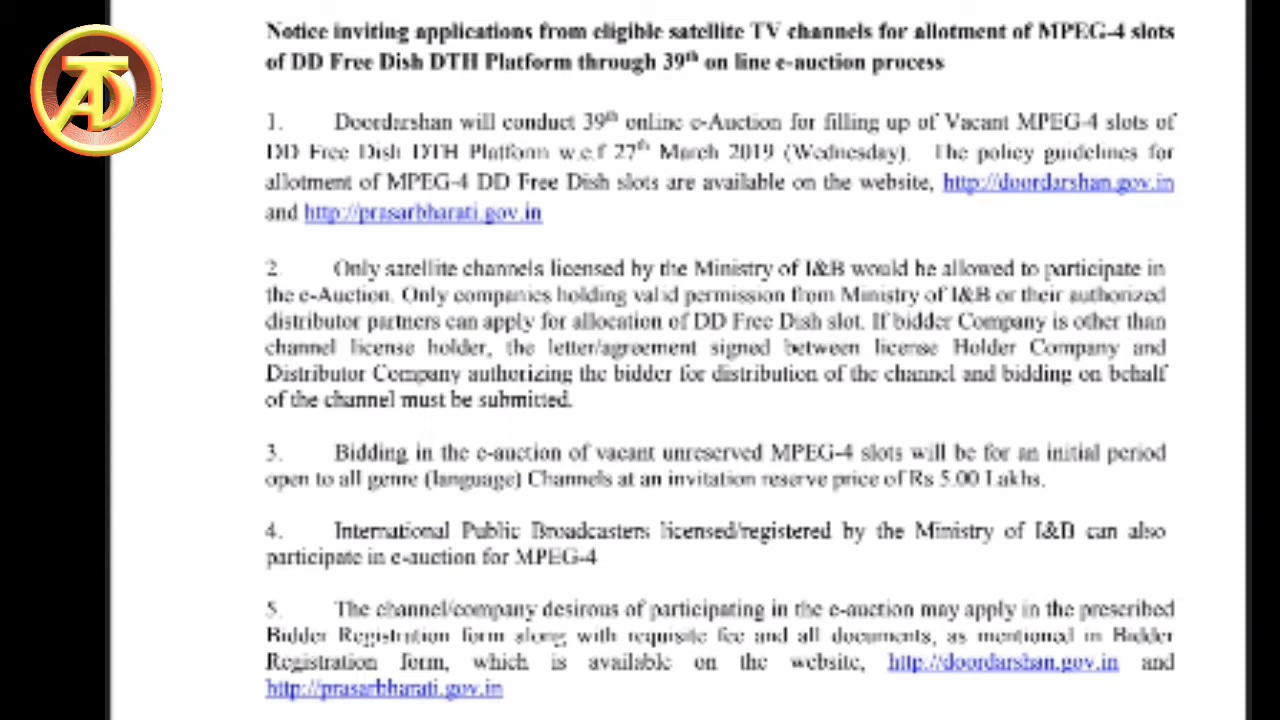 Notice inviting applications from eligible satellite TV channels for allotment of MPEG-4 slots
of DD Free Dish DTH Platform through 39th on line e-auction process
1. Doordarshan will conduct 39th online e-Auction for filling up of Vacant MPEG-4 slots of
DD Free Dish DTH Platform w.e.f 27th March 2019 (Wednesday). The policy guidelines for
allotment of MPEG-4 DD Free Dish slots are available on the website, http://doordarshan.gov.in
and http://prasarbharati.gov.in
2. Only satellite channels licensed by the Ministry of I&B would be allowed to participate in
the e-Auction. Only companies holding valid permission from Ministry of I&B or their authorized
distributor partners can apply for allocation of DD Free Dish slot. If bidder Company is other than
channel license holder, the letter/agreement signed between license Holder Company and
Distributor Company authorizing the bidder for distribution of the channel and bidding on behalf
of the channel must be submitted.
3. Bidding in the e-auction of vacant unreserved MPEG-4 slots will be for an initial period
open to all genre (language) Channels at an invitation reserve price of Rs 5.00 Lakhs.
4. International Public Broadcasters licensed/registered by the Ministry of I&B can also
participate in e-auction for MPEG-4
5. The channel/company desirous of participating in the e-auction may apply in the prescribed
Bidder Registration form along with requisite fee and all documents, as mentioned in Bidder
Registration form, which is available on the website, http://doordarshan.gov.in and
http://prasarbharati.gov.in